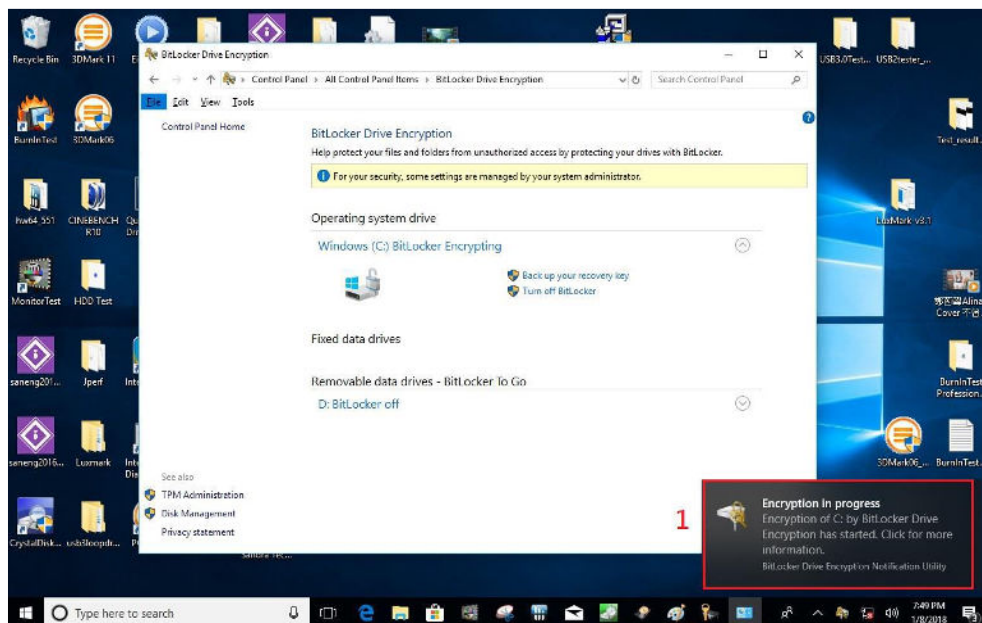 Recycle Bin
3DMark 11
USB3.0Test...
USB2tester_...
BurnInTest
3DMark06
Test_result...
hw64_551
CINEBENCH
R10
LuxMark_v3.1
MonitorTest
HDD Test
Cover
saneng201...
Jperf
BurnInTest
Profession...
saneng2016...
Luxmark
3DMark06_...
BurnInTest...
CrystalDisk...
usb3loopdr...
BitLocker Drive Encryption
Control Panel > All Control Panel Items > BitLocker Drive Encryption
Search Control Panel
File Edit View Tools
Control Panel Home
BitLocker Drive Encryption
Help protect your files and folders from unauthorized access by protecting your drives with BitLocker.
For your security, some settings are managed by your system administrator.
Operating system drive
Windows (C:) BitLocker Encrypting
Back up your recovery key
Turn off BitLocker
Fixed data drives
Removable data drives - BitLocker To Go
D: BitLocker off
See also
TPM Administration
Disk Management
Privacy statement
1
Encryption in progress
Encryption of C: by BitLocker Drive
Encryption has started. Click for more
information.
BitLocker Drive Encryption Notification Utility
Type here to search
7:49 PM
1/8/2018